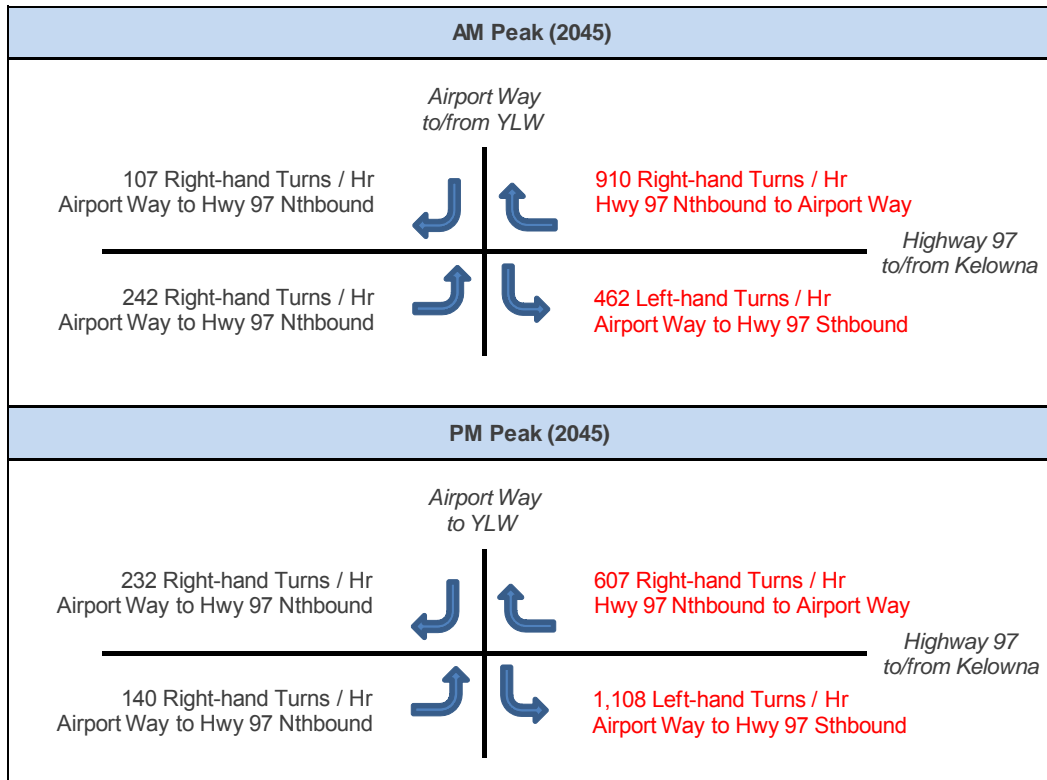 AM Peak (2045)
Airport Way
to/from YLW
107 Right-hand Turns / Hr
Airport Way to Hwy 97 Nthbound
910 Right-hand Turns / Hr
Hwy 97 Nthbound to Airport Way
Highway 97
to/from Kelowna
242 Right-hand Turns / Hr
Airport Way to Hwy 97 Nthbound
462 Left-hand Turns / Hr
Airport Way to Hwy 97 Sthbound
PM Peak (2045)
Airport Way
to YLW
232 Right-hand Turns / Hr
Airport Way to Hwy 97 Nthbound
607 Right-hand Turns / Hr
Hwy 97 Nthbound to Airport Way
Highway 97
to/from Kelowna
140 Right-hand Turns / Hr
Airport Way to Hwy 97 Nthbound
1,108 Left-hand Turns / Hr
Airport Way to Hwy 97 Sthbound